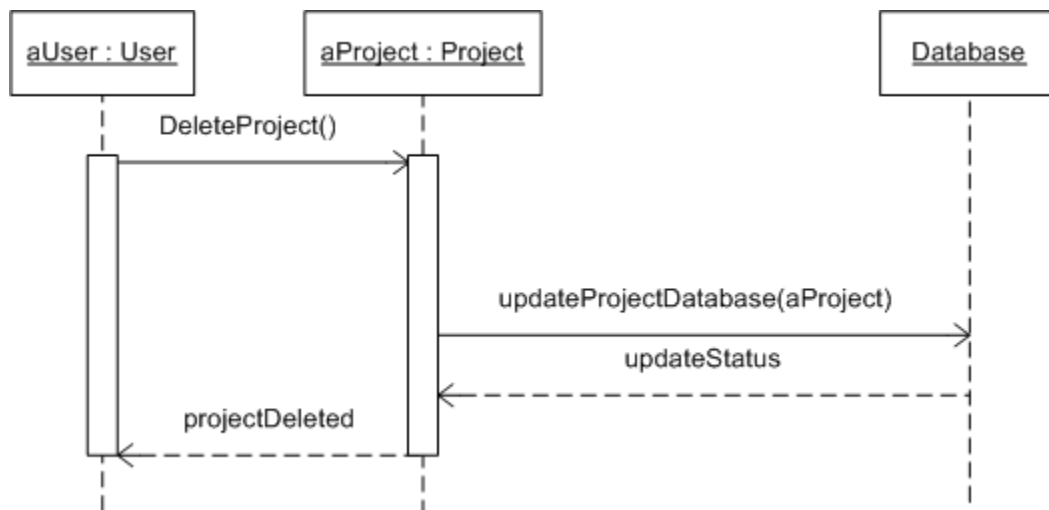 aUser : User
aProject : Project
Database
DeleteProject()
updateProjectDatabase(aProject)
updateStatus
projectDeleted